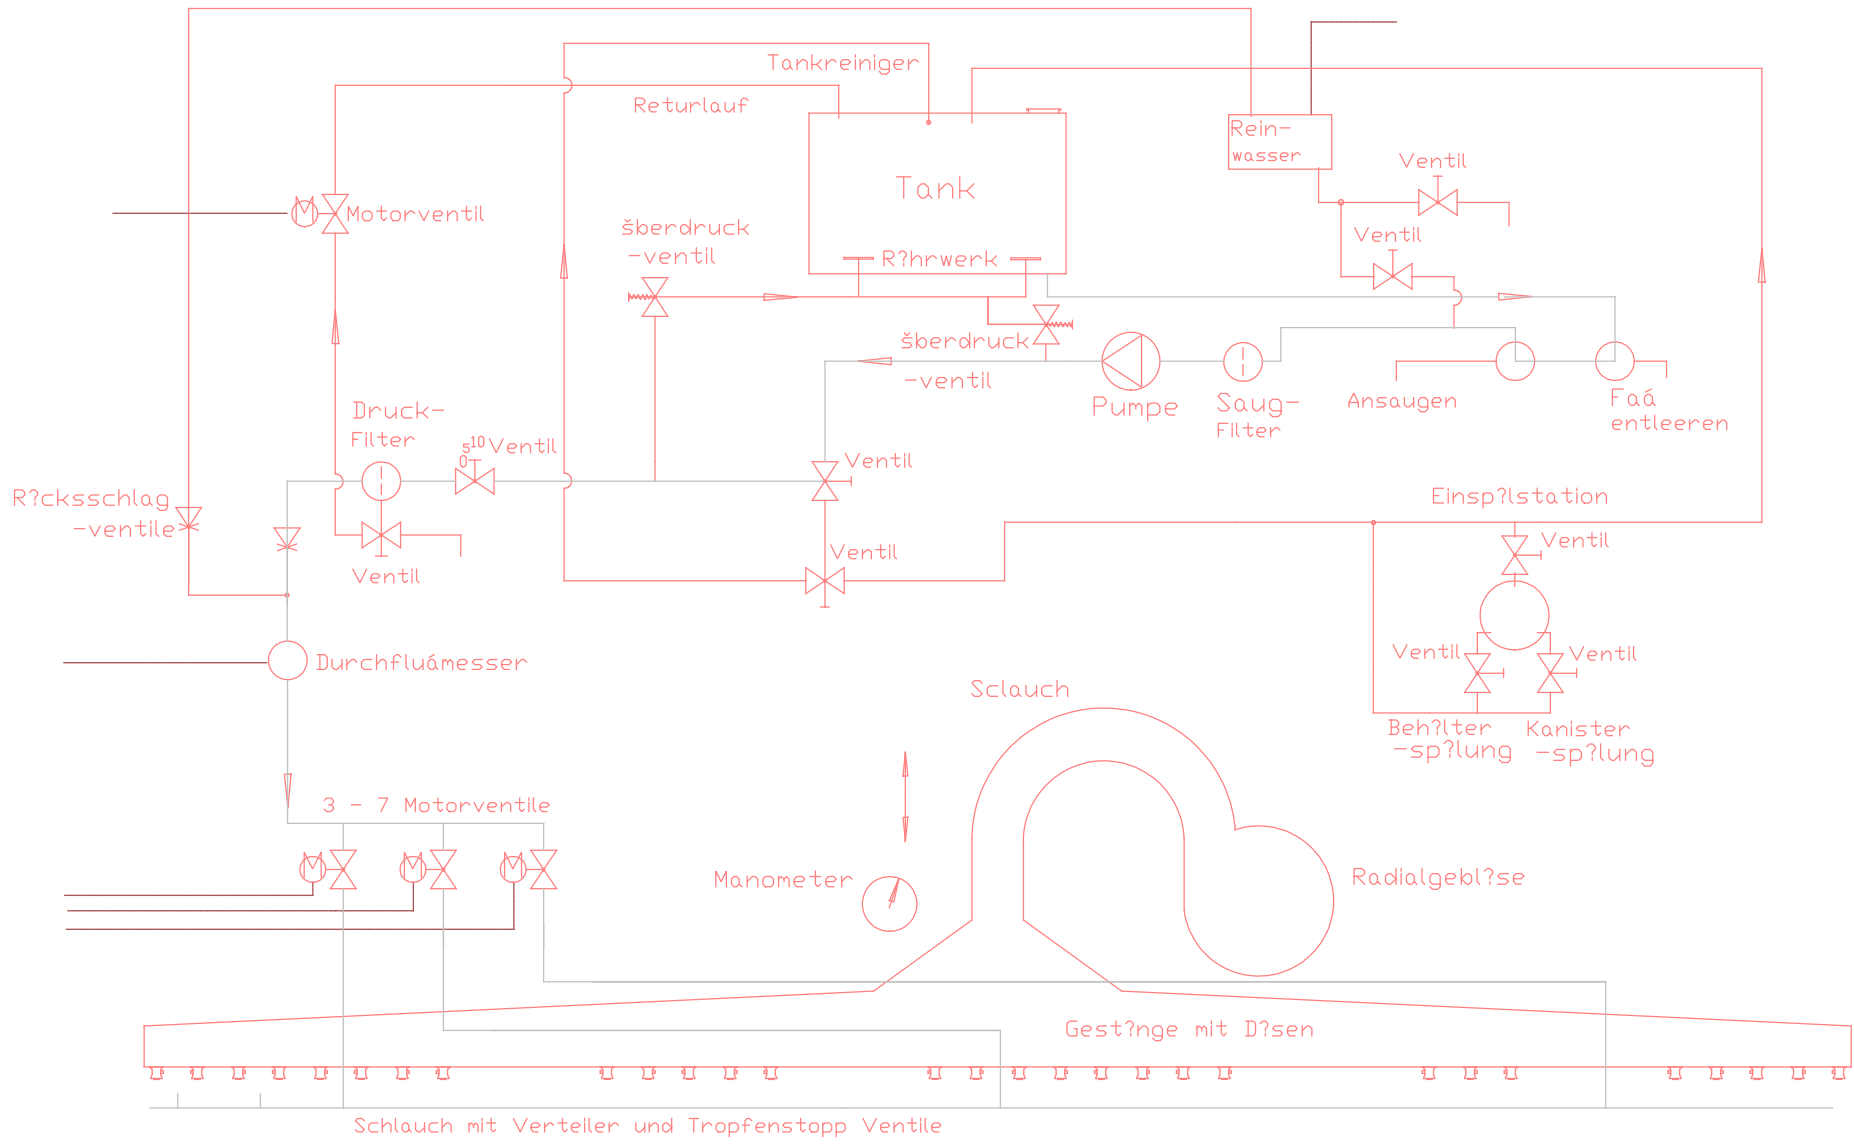 Tankreiniger
Returlauf
Rein-
wasser
Ventil
Tank
Motorventil
šberdruck
-ventil
Ventil
R?hrwerk
šberdruck
-ventil
Pumpe
Saug-
Filter
Ansaugen
Faá
entleeren
Druck-
Filter
5 10
0
Ventil
Ventil
R?cksschlag
-ventile
Einsp?lstation
Ventil
Ventil
Ventil
Durchfluámesser
Ventil
Ventil
Sclauch
Beh?lter
-sp?lung
Kanister
-sp?lung
3 - 7 Motorventile
Manometer
Radialgebl?se
Gest?nge mit D?sen
Schlauch mit Verteiler und Tropfenstopp Ventile